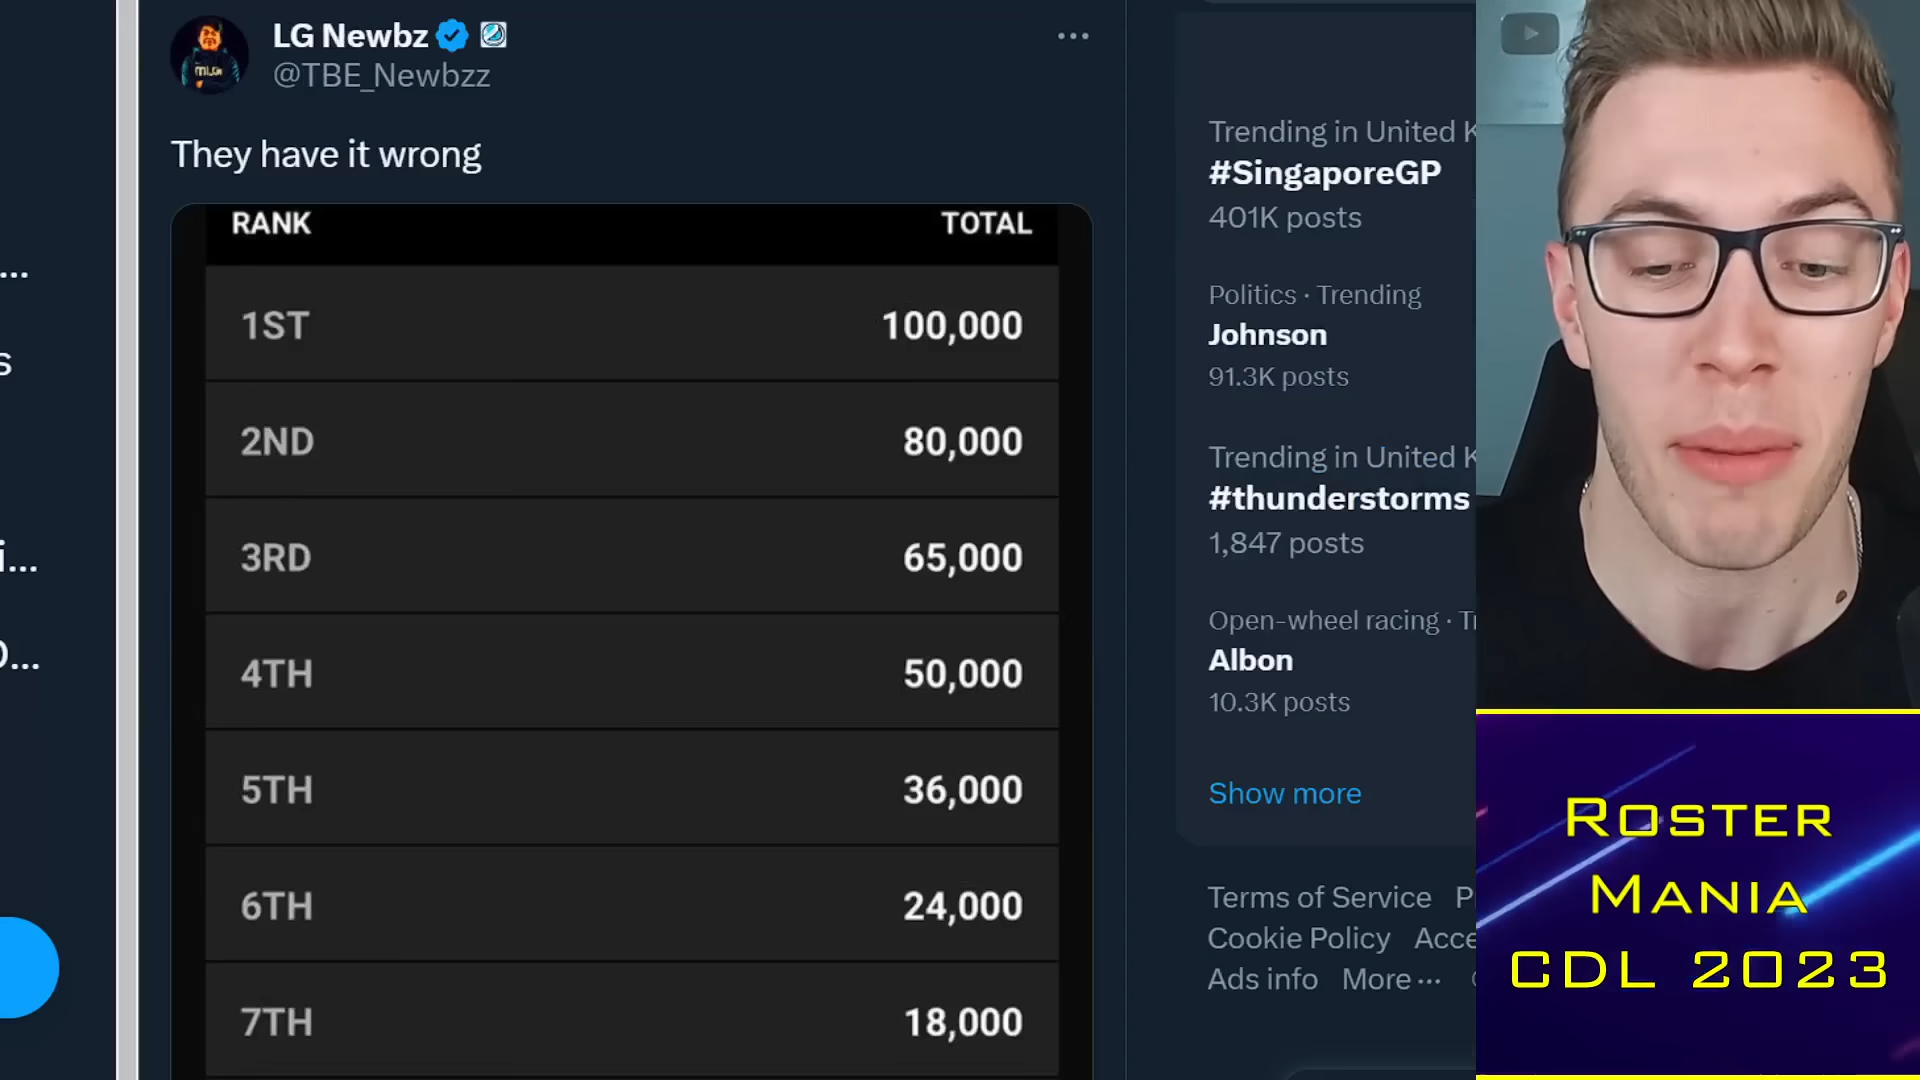 LG Newbz
@TBE_Newbzz
They have it wrong
RANK TOTAL
1ST 100,000
2ND 80,000
3RD 65,000
4TH 50,000
5TH 36,000
6TH 24,000
7TH 18,000
Trending in United K
#SingaporeGP
401K posts
Politics · Trending
Johnson
91.3K posts
Trending in United K
#thunderstorms
1,847 posts
Open-wheel racing · Tr
Albon
10.3K posts
Show more
Terms of Service P
Cookie Policy Acce
Ads info More ···
ROSTER
MANIA
CDL 2023